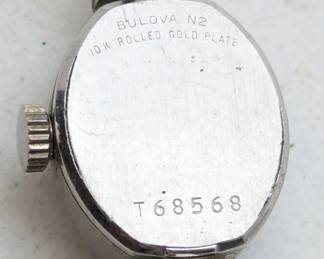 BULOVA N2
10K ROLLED GOLD PLATE
T68568